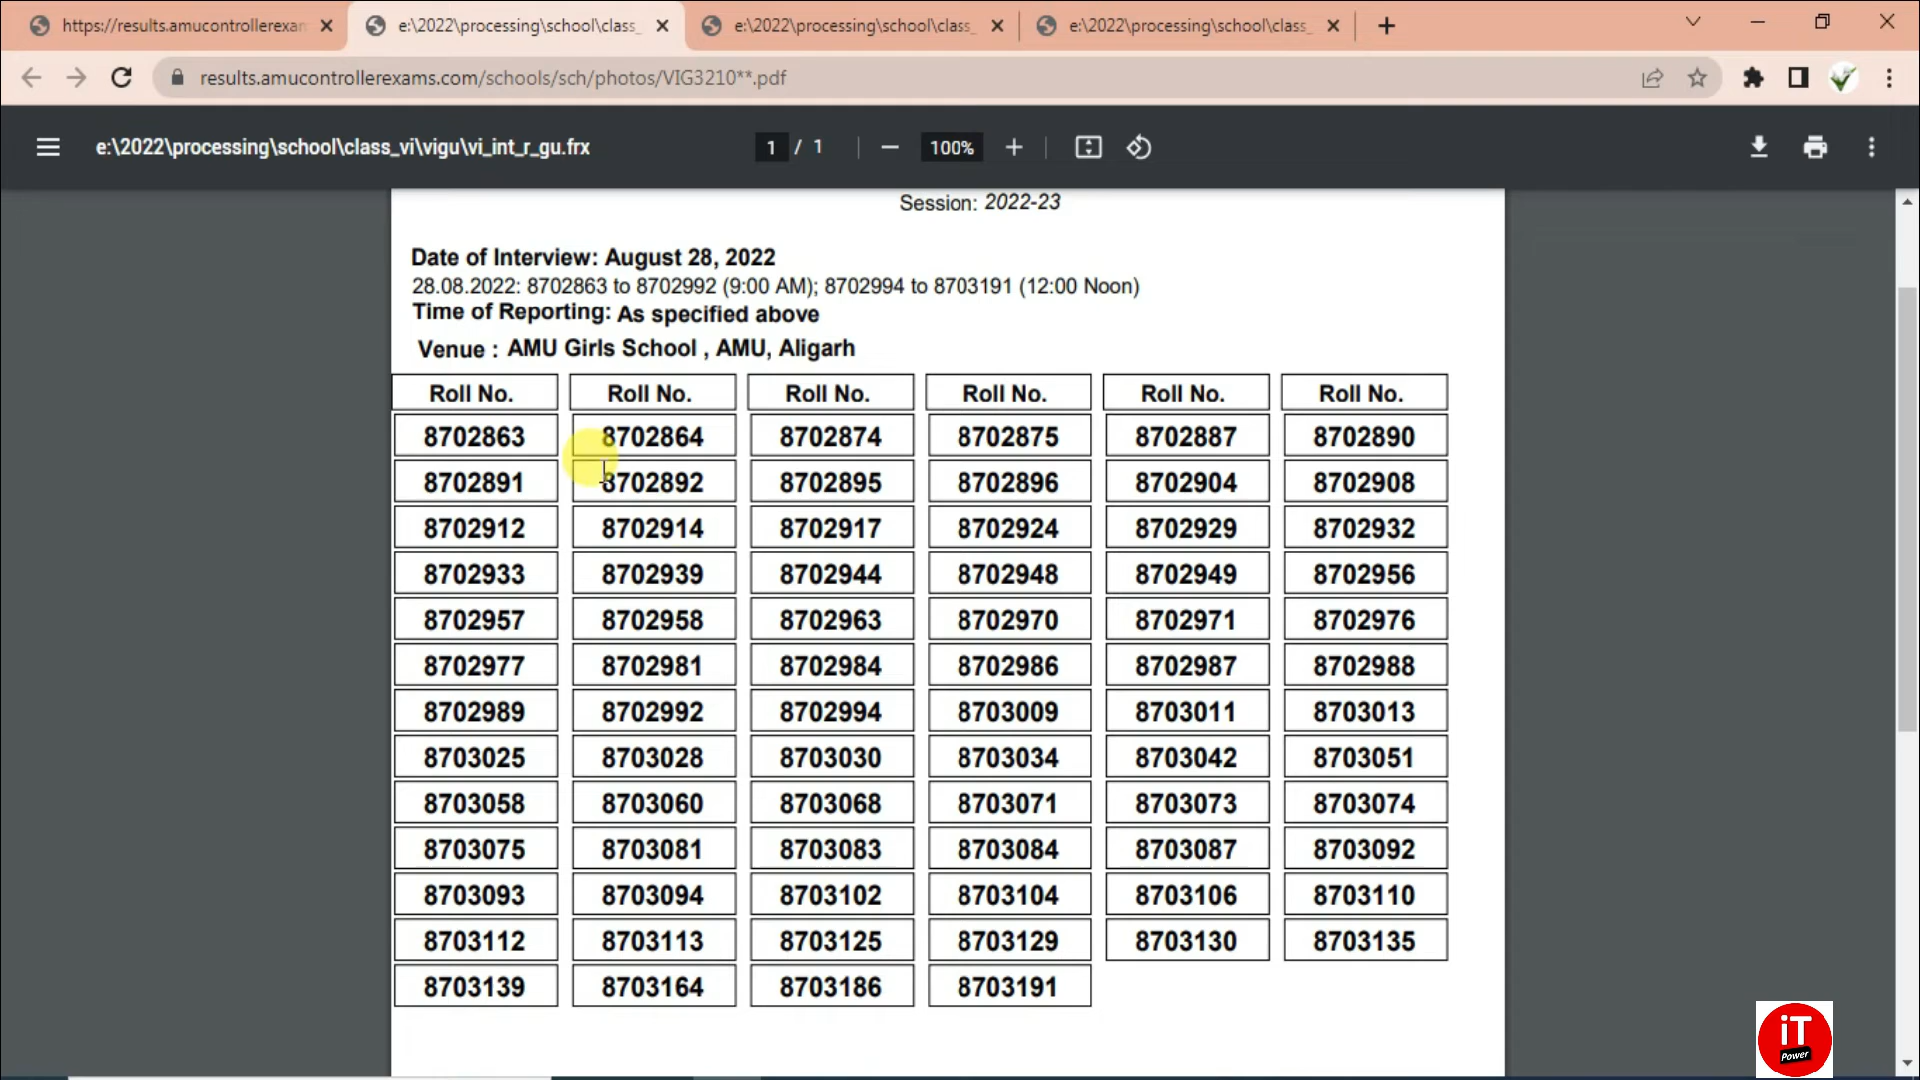 https://results.amucontrollerexam
e:\2022\processing\school\class_
e:\2022\processing\school\class_
e:\2022\processing\school\class_
results.amucontrollerexams.com/schools/sch/photos/VIG3210**.pdf
e:\2022\processing\school\class_vi\vigu\vi_int_r_gu.frx
1 / 1
100%
Session: 2022-23
Date of Interview: August 28, 2022
28.08.2022: 8702863 to 8702992 (9:00 AM); 8702994 to 8703191 (12:00 Noon)
Time of Reporting: As specified above
Venue : AMU Girls School , AMU, Aligarh
Roll No. Roll No. Roll No. Roll No. Roll No. Roll No.
8702863 8702864 8702874 8702875 8702887 8702890
8702891 8702892 8702895 8702896 8702904 8702908
8702912 8702914 8702917 8702924 8702929 8702932
8702933 8702939 8702944 8702948 8702949 8702956
8702957 8702958 8702963 8702970 8702971 8702976
8702977 8702981 8702984 8702986 8702987 8702988
8702989 8702992 8702994 8703009 8703011 8703013
8703025 8703028 8703030 8703034 8703042 8703051
8703058 8703060 8703068 8703071 8703073 8703074
8703075 8703081 8703083 8703084 8703087 8703092
8703093 8703094 8703102 8703104 8703106 8703110
8703112 8703113 8703125 8703129 8703130 8703135
8703139 8703164 8703186 8703191
iT
Power